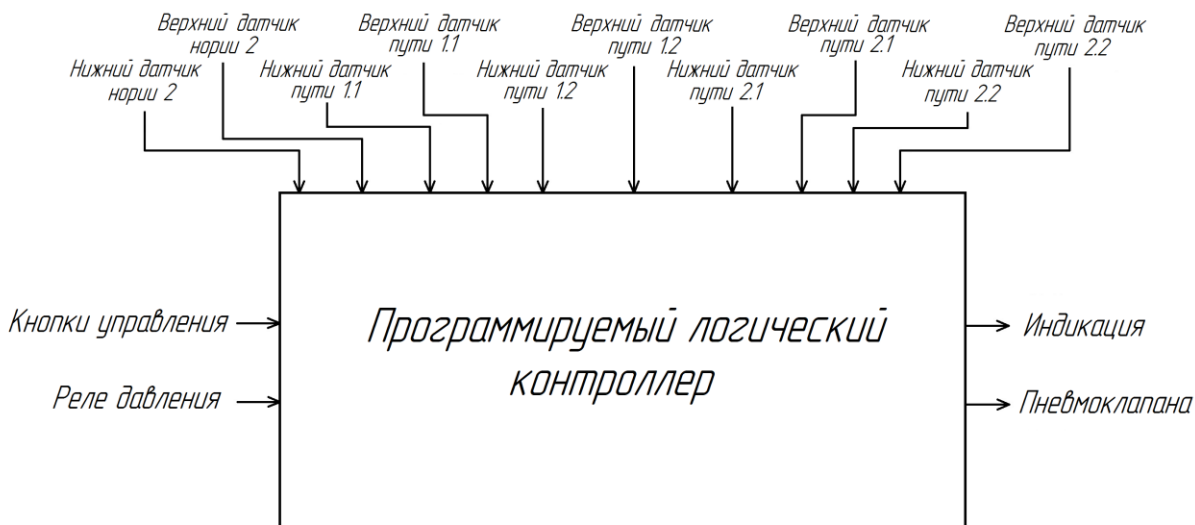 Верхний датчик
нории 2
Нижний датчик
нории 2
Верхний датчик
пути 1.1
Нижний датчик
пути 1.1
Верхний датчик
пути 1.2
Нижний датчик
пути 1.2
Верхний датчик
пути 2.1
Нижний датчик
пути 2.1
Верхний датчик
пути 2.2
Нижний датчик
пути 2.2
Кнопки управления
Реле давления
Программируемый логический
контроллер
Индикация
Пневмоклапана